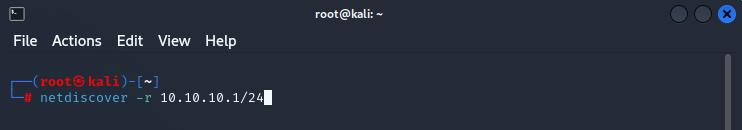 root@kali: ~
File Actions Edit View Help
┌──(root㉿kali)-[~]
└─# netdiscover -r 10.10.10.1/24